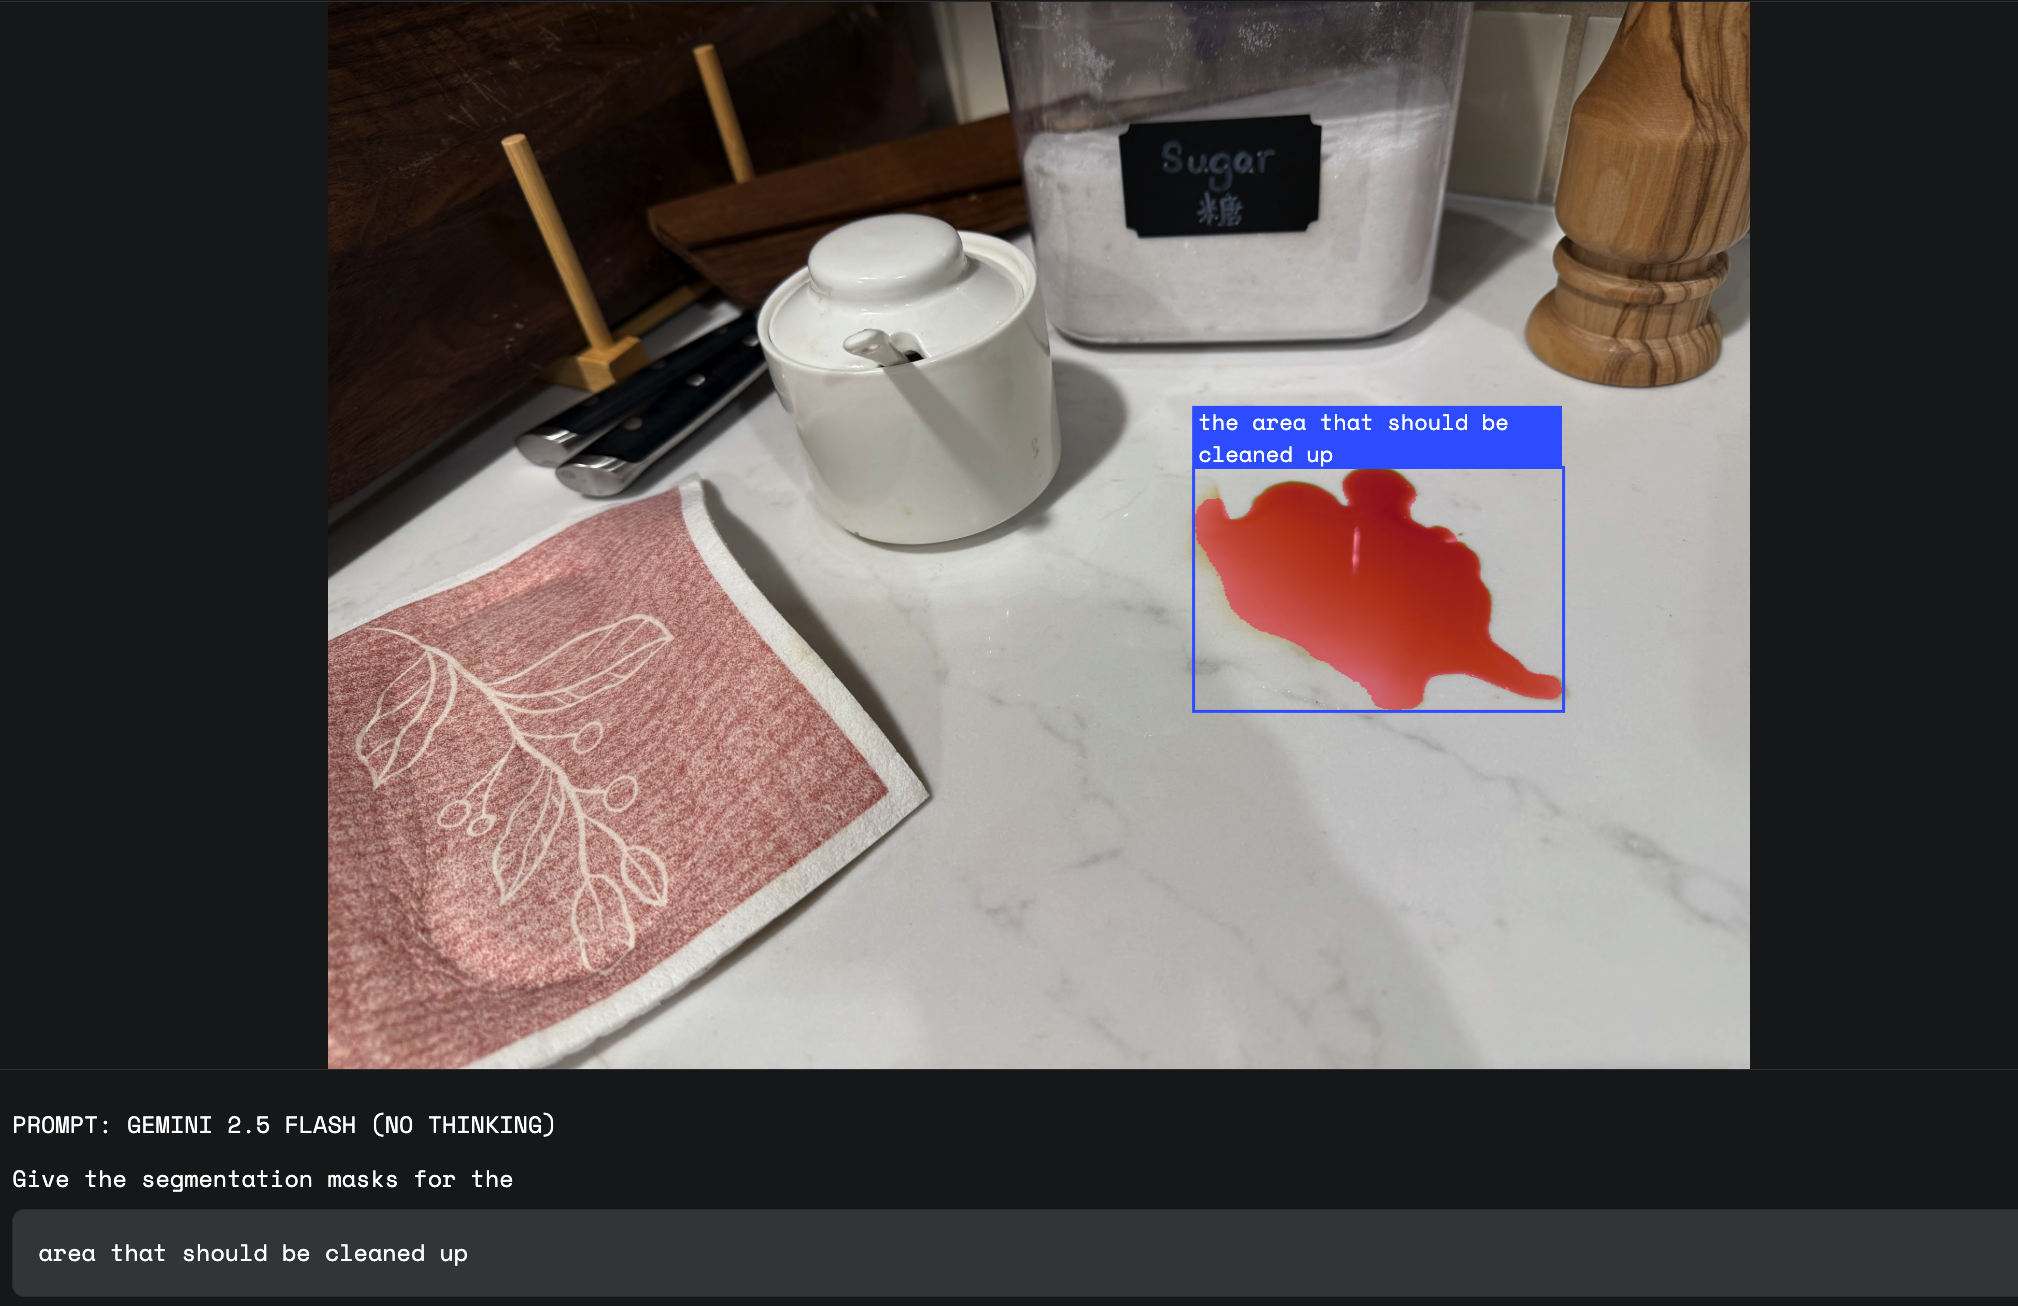 Sugar
糖
the area that should be
cleaned up
PROMPT: GEMINI 2.5 FLASH (NO THINKING)
Give the segmentation masks for the
area that should be cleaned up